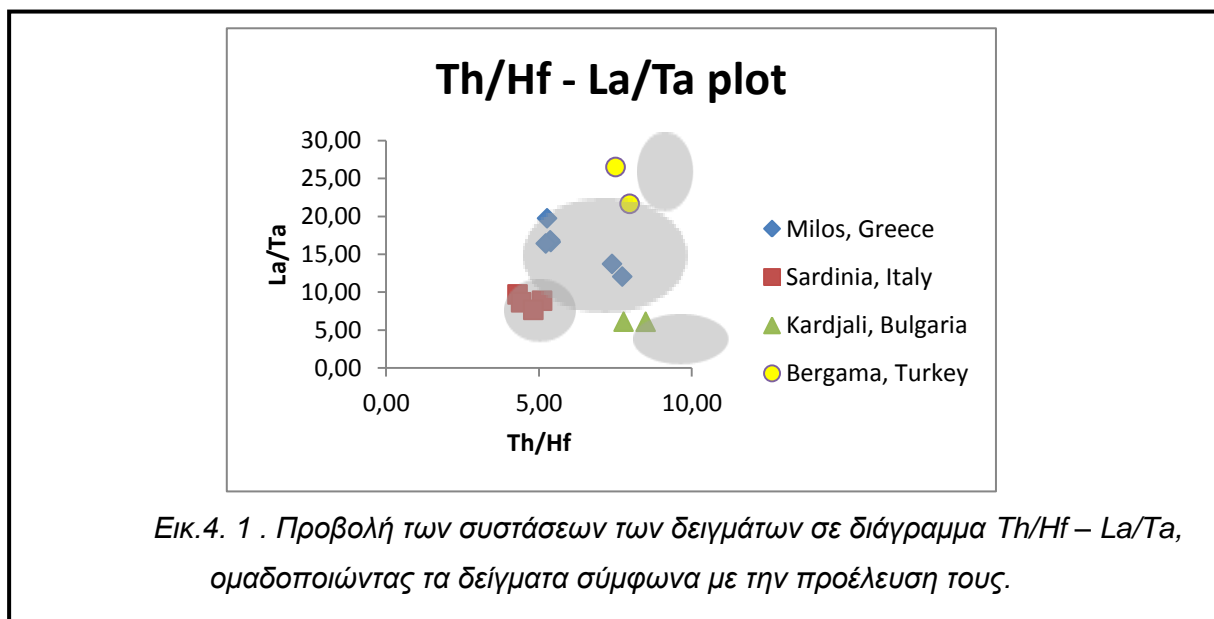 Th/Hf - La/Ta plot
30,00
25,00
20,00
15,00
10,00
5,00
0,00
La/Ta
0,00 5,00 10,00
Th/Hf
Milos, Greece
Sardinia, Italy
Kardjali, Bulgaria
Bergama, Turkey
Εικ.4. 1 . Προβολή των συστάσεων των δειγμάτων σε διάγραμμα Th/Hf – La/Ta,
ομαδοποιώντας τα δείγματα σύμφωνα με την προέλευση τους.